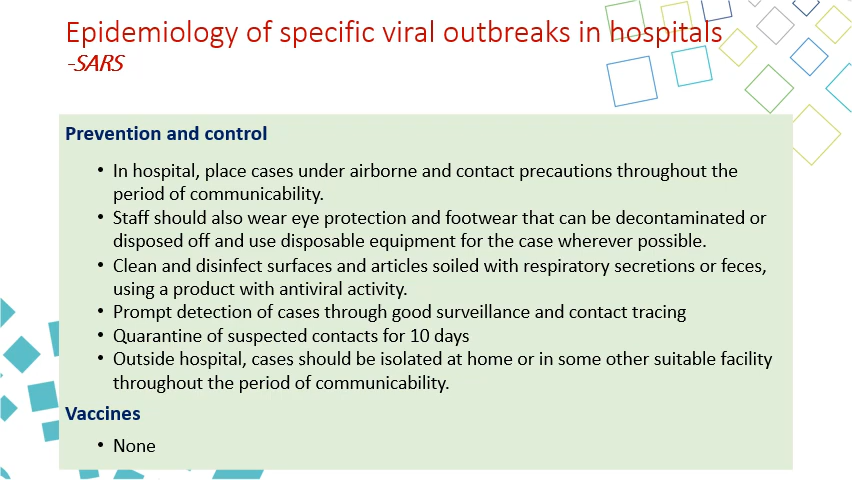 Epidemiology of specific viral outbreaks in hospitals
-SARS
Prevention and control
• In hospital, place cases under airborne and contact precautions throughout the
period of communicability.
• Staff should also wear eye protection and footwear that can be decontaminated or
disposed off and use disposable equipment for the case wherever possible.
• Clean and disinfect surfaces and articles soiled with respiratory secretions or feces,
using a product with antiviral activity.
• Prompt detection of cases through good surveillance and contact tracing
• Quarantine of suspected contacts for 10 days
• Outside hospital, cases should be isolated at home or in some other suitable facility
throughout the period of communicability.
Vaccines
• None